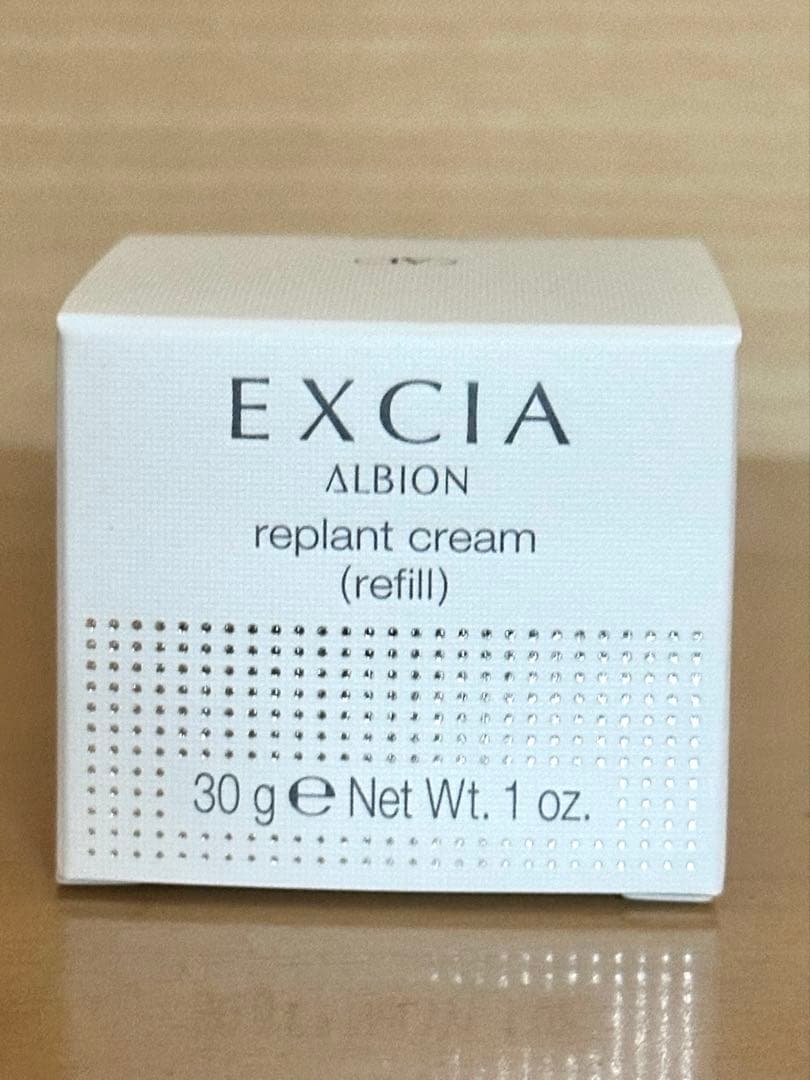 EXCIA
ALBION
replant cream
(refill)
30 g ℮ Net Wt. 1 oz.